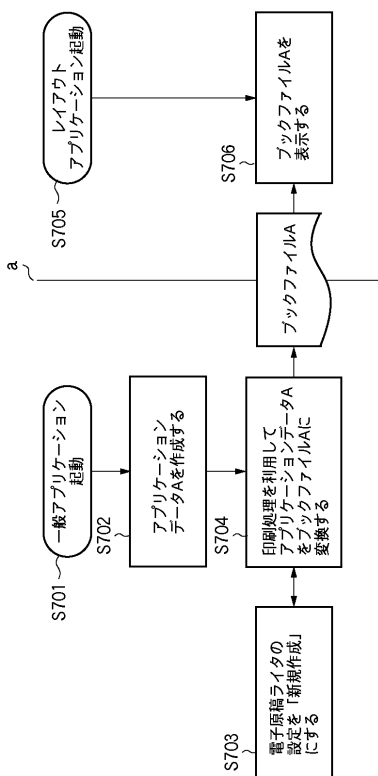 S701
一般アプリケーション
起動
S702
アプリケーション
データAを作成する
S703
電子原稿ライタの
設定を「新規作成」
にする
S704
印刷処理を利用して
アプリケーションデータA
をブックファイルAに
変換する
a
ブックファイルA
S705
レイアウト
アプリケーション起動
S706
ブックファイルAを
表示する